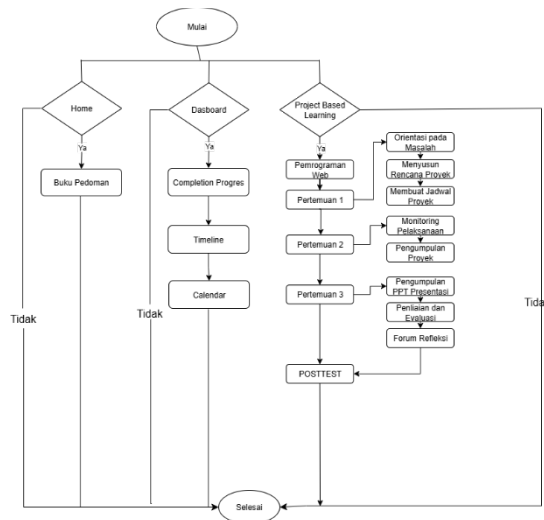 Mulai
Home
Dasboard
Project Based
Learning
Ya
Ya
Ya
Buku Pedoman
Completion Progres
Timeline
Calendar
Pemrograman
Web
Pertemuan 1
Orientasi pada
Masalah
Menyusun
Rencana Proyek
Membuat Jadwal
Proyek
Pertemuan 2
Monitoring
Pelaksanaan
Pengumpulan
Proyek
Pertemuan 3
Pengumpulan
PPT Presentasi
Penliaian dan
Evaluasi
Forum Refleksi
Tidak
Tidak
Tida
POSTTEST
Selesai